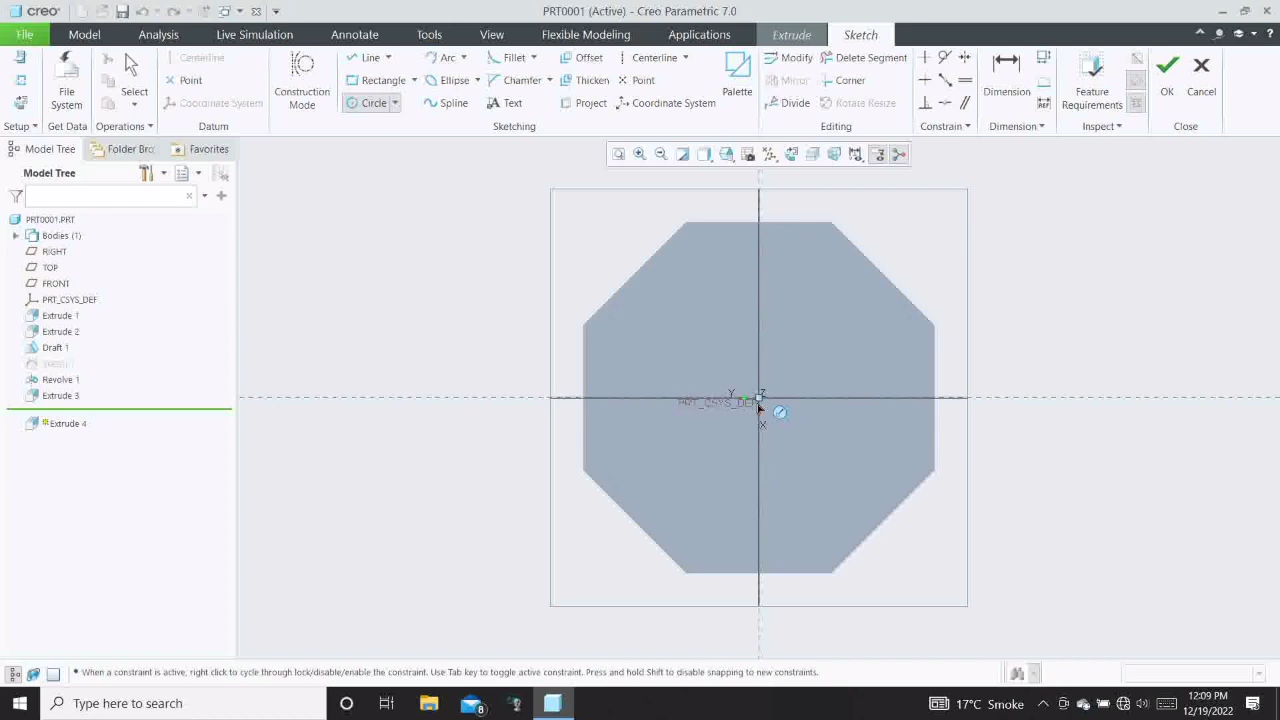 creo PRT0001 (Active) - Creo Parametric 7.0
File Model Analysis Live Simulation Annotate Tools View Flexible Modeling Applications Extrude Sketch
Centerline Line Arc Fillet Offset Centerline Modify Delete Segment
Point Rectangle Ellipse Chamfer Thicken Point Mirror Corner
Coordinate System Circle Spline Text Project Coordinate System Divide Rotate Resize
File System Select Construction Mode Palette Dimension Feature Requirements OK Cancel
Setup Get Data Operations Datum Sketching Editing Constrain Dimension Inspect Close
Model Tree Folder Bro Favorites
Model Tree
PRT0001.PRT
Bodies (1)
RIGHT
TOP
FRONT
PRT_CSYS_DEF
Extrude 1
Extrude 2
Draft 1
Revolve 1
Extrude 3
Extrude 4
Y Z
PRT_CSYS_DEF
X
When a constraint is active, right click to cycle through lock/disable/enable the constraint. Use Tab key to toggle active constraint. Press and hold Shift to disable snapping to new constraints.
Type here to search 8 17°C Smoke 12:09 PM
12/19/2022